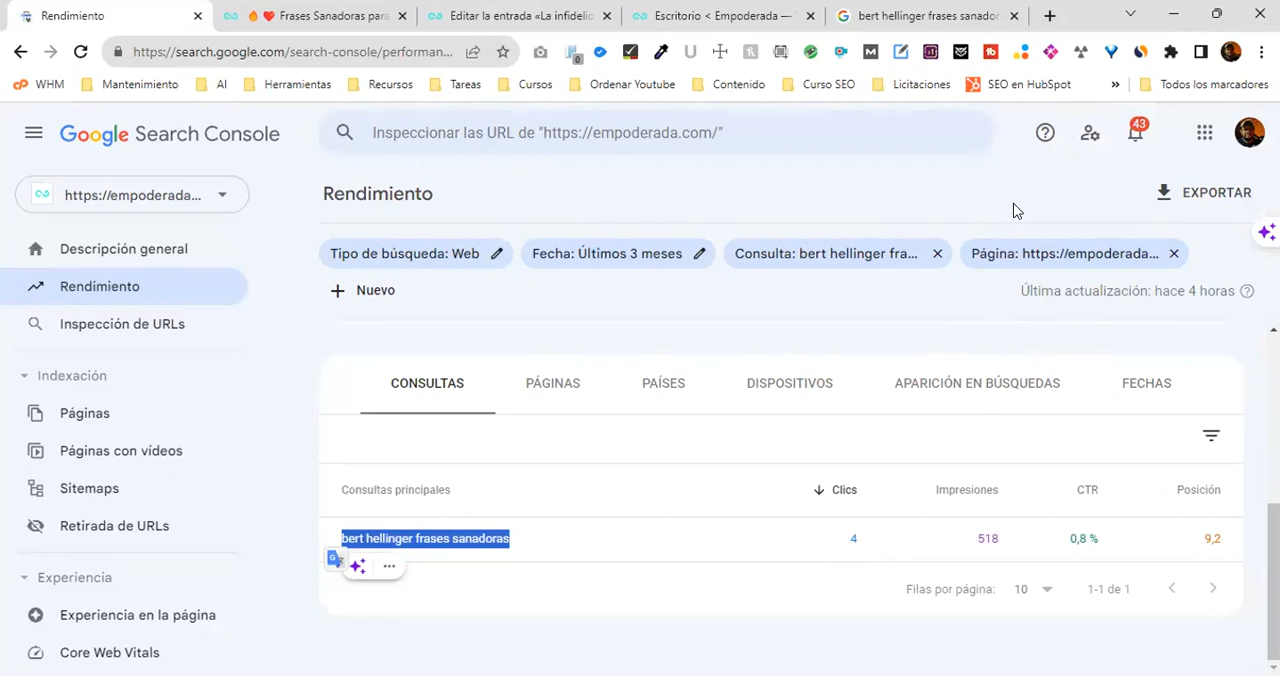 Rendimiento
🔥❤️ Frases Sanadoras para
Editar la entrada «La infidelid
Escritorio < Empoderada —
bert hellinger frases sanador
https://search.google.com/search-console/performan...
0
WHM
Mantenimiento
AI
Herramientas
Recursos
Tareas
Cursos
Ordenar Youtube
Contenido
Curso SEO
Licitaciones
SEO en HubSpot
»
Todos los marcadores
Google Search Console
Inspeccionar las URL de "https://empoderada.com/"
43
https://empoderada...
Rendimiento
EXPORTAR
Tipo de búsqueda: Web
Fecha: Últimos 3 meses
Consulta: bert hellinger fra...
Página: https://empoderada...
Nuevo
Última actualización: hace 4 horas
Descripción general
Rendimiento
Inspección de URLs
Indexación
Páginas
Páginas con vídeos
Sitemaps
Retirada de URLs
Experiencia
Experiencia en la página
Core Web Vitals
CONSULTAS PÁGINAS PAÍSES DISPOSITIVOS APARICIÓN EN BÚSQUEDAS FECHAS
Consultas principales Clics Impresiones CTR Posición
bert hellinger frases sanadoras 4 518 0,8 % 9,2
Filas por página: 10 1-1 de 1